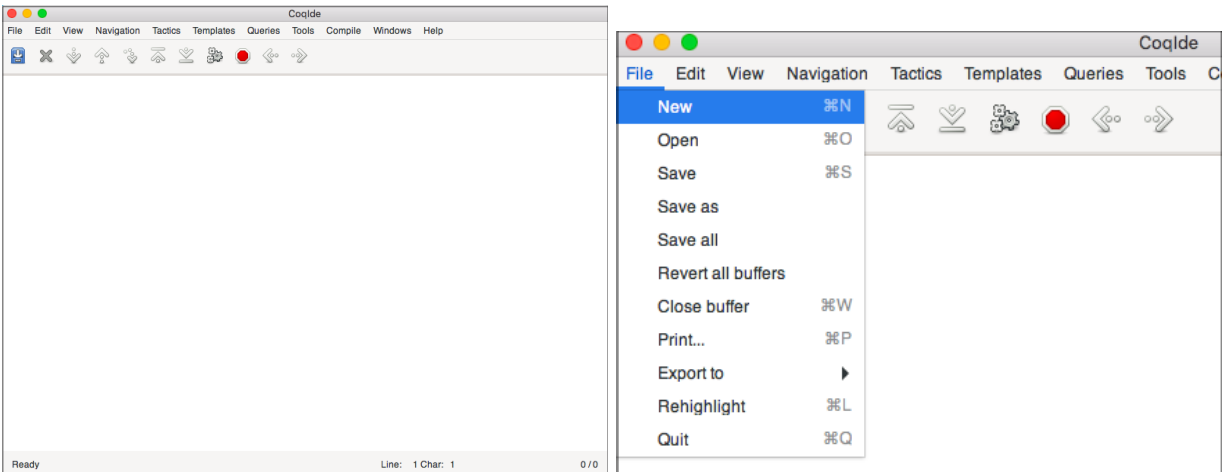 CoqIde
File Edit View Navigation Tactics Templates Queries Tools Compile Windows Help
Ready Line: 1 Char: 1 0 / 0
CoqIde
File Edit View Navigation Tactics Templates Queries Tools C
New ⌘N
Open ⌘O
Save ⌘S
Save as
Save all
Revert all buffers
Close buffer ⌘W
Print... ⌘P
Export to
Rehighlight ⌘L
Quit ⌘Q